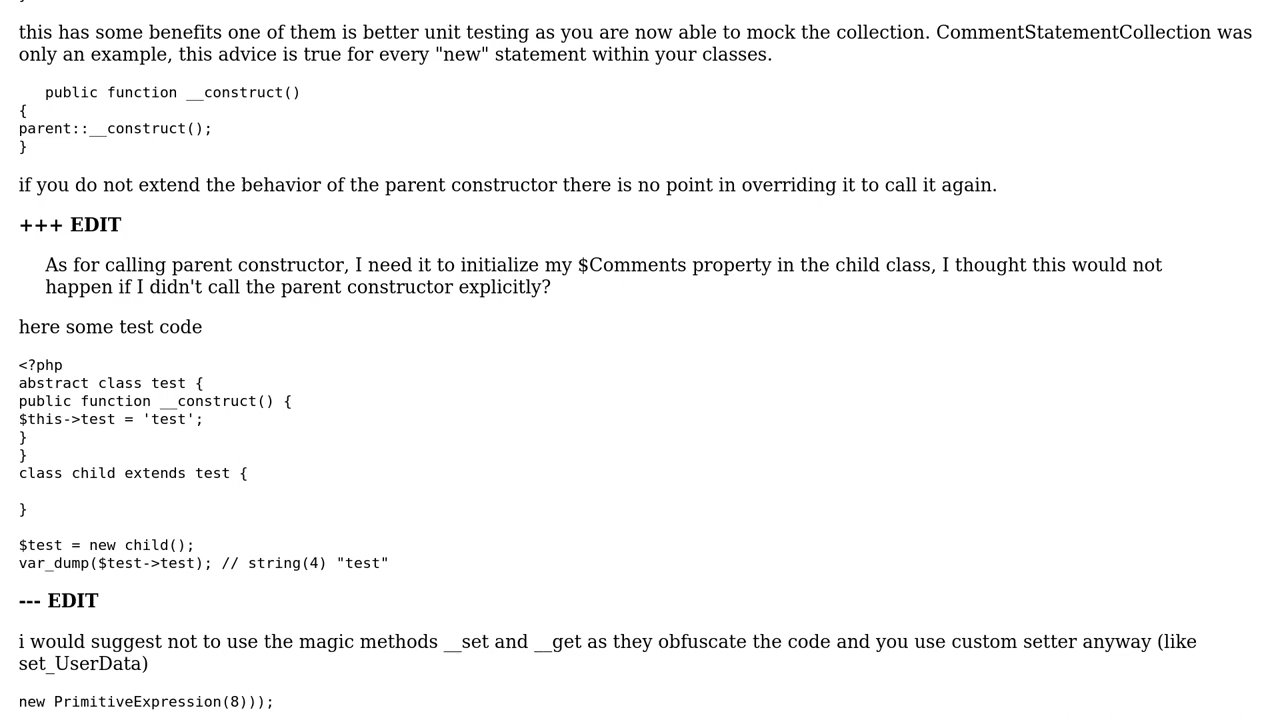 this has some benefits one of them is better unit testing as you are now able to mock the collection. CommentStatementCollection was
only an example, this advice is true for every "new" statement within your classes.
public function __construct()
{
parent::__construct();
}
if you do not extend the behavior of the parent constructor there is no point in overriding it to call it again.
+++ EDIT
As for calling parent constructor, I need it to initialize my $Comments property in the child class, I thought this would not
happen if I didn't call the parent constructor explicitly?
here some test code
<?php
abstract class test {
public function __construct() {
$this->test = 'test';
}
}
class child extends test {
}
$test = new child();
var_dump($test->test); // string(4) "test"
--- EDIT
i would suggest not to use the magic methods __set and __get as they obfuscate the code and you use custom setter anyway (like
set_UserData)
new PrimitiveExpression(8)));